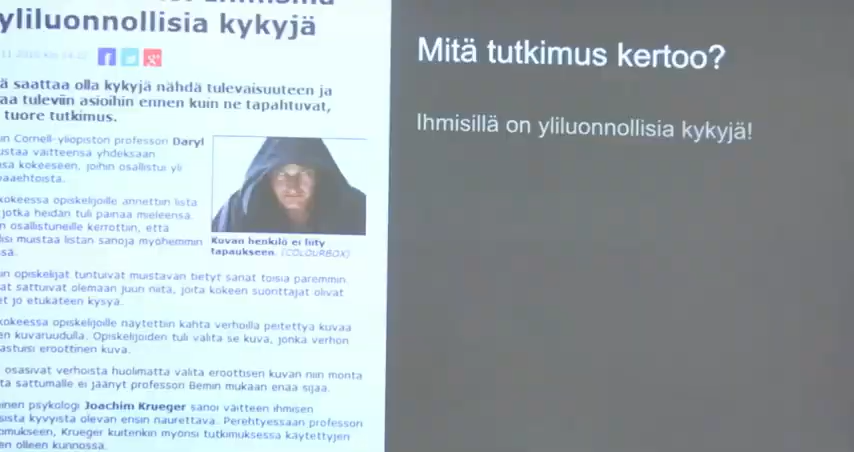 yliluonnollisia kykyjä
ä saattaa olla kykyjä nähdä tulevaisuuteen ja
aa tuleviin asioihin ennen kuin ne tapahtuvat,
tuore tutkimus.
in Cornell-yliopiston professori Daryl
ustaa väitteensä yhdeksään
nsa kokeeseen, joihin osallistui yli
paaehtoista.
kokeessa opiskelijoille annettiin lista
jotka heidän tuli painaa mieleensä.
n osallistuneille kerrottiin, että
ksi muistaa listan sanoja myöhemmin
ssä.
Kuvan henkilö ei liity
tapaukseen. (COLOURBOX)
in opiskelijat tuntuivat muistavan tietyt sanat toisia paremmin.
at sattuivat olemaan juuri niitä, joita kokeen suorittajat olivat
et jo etukäteen kysyä.
kokeessa opiskelijoille näytettiin kahta verhoilla peitettyä kuvaa
en kuvaruudulla. Opiskelijoiden tuli valita se kuva, jonka verhon
astuisi eroottinen kuva.
osasivat verhoista huolimatta valita eroottisen kuvan niin monta
ttä sattumalle ei jäänyt professori Bemin mukaan enää sijaa.
inen psykologi Joachim Krueger sanoi väitteen ihmisen
sista kyvyistä olevan ensin naurettava. Perehtyessään professori
omukseen, Krueger kuitenkin myönsi tutkimuksessa käytettyjen
en olleen kunnossa.
Mitä tutkimus kertoo?
Ihmisillä on yliluonnollisia kykyjä!